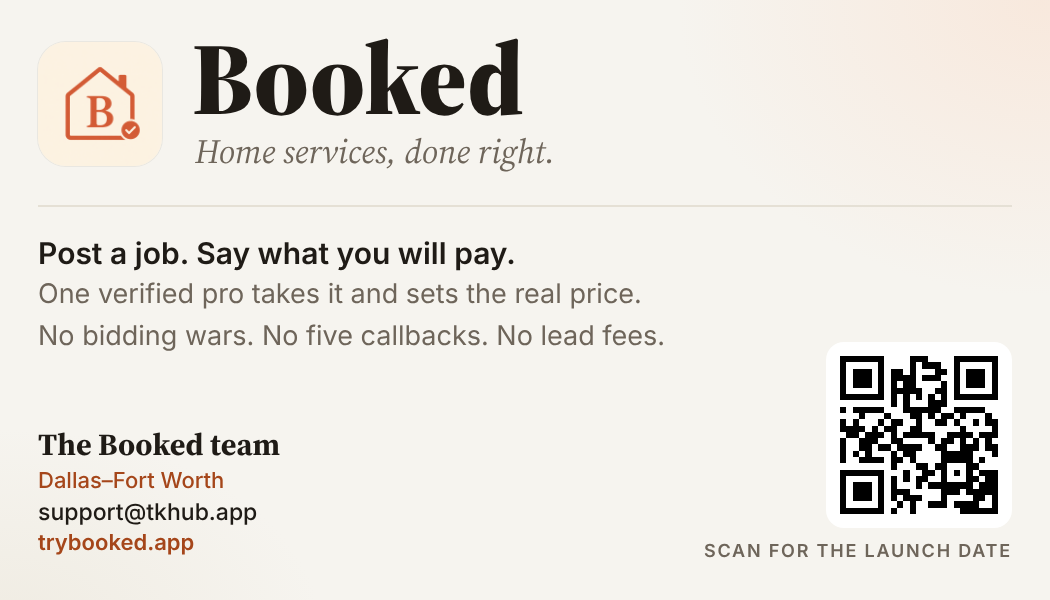 B
Booked
Home services, done right.
Post a job. Say what you will pay.
One verified pro takes it and sets the real price.
No bidding wars. No five callbacks. No lead fees.
The Booked team
Dallas–Fort Worth
support@tkhub.app
trybooked.app
SCAN FOR THE LAUNCH DATE